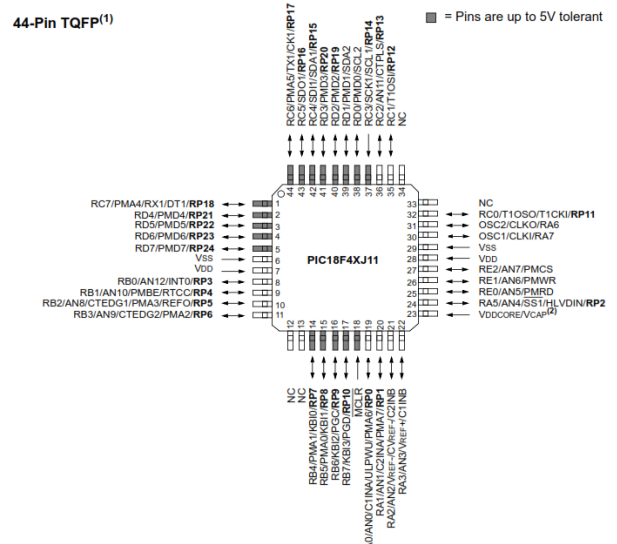 44-Pin TQFP(1)
= Pins are up to 5V tolerant
RC6/PMA5/TX1/CK1/RP17
RC5/SDO1/RP16
RC4/SDI1/SDA1/RP15
RD3/PMD3/RP20
RD2/PMD2/RP19
RD1/PMD1/SDA2
RD0/PMD0/SCL2
RC3/SCK1/SCL1/RP14
RC2/AN11/CTPLS/RP13
RC1/T1OSI/RP12
NC
44
43
42
41
40
39
38
37
36
35
34
RC7/PMA4/RX1/DT1/RP18 1
RD4/PMD4/RP21 2
RD5/PMD5/RP22 3
RD6/PMD6/RP23 4
RD7/PMD7/RP24 5
VSS 6
VDD 7
RB0/AN12/INT0/RP3 8
RB1/AN10/PMBE/RTCC/RP4 9
RB2/AN8/CTEDG1/PMA3/REFO/RP5 10
RB3/AN9/CTEDG2/PMA2/RP6 11
PIC18F4XJ11
33 NC
32 RC0/T1OSO/T1CKI/RP11
31 OSC2/CLKO/RA6
30 OSC1/CLKI/RA7
29 VSS
28 VDD
27 RE2/AN7/PMCS
26 RE1/AN6/PMWR
25 RE0/AN5/PMRD
24 RA5/AN4/SS1/HLVDIN/RP2
23 VDDCORE/VCAP(2)
12
13
14
15
16
17
18
19
20
21
22
NC
NC
RB4/PMA1/KBI0/RP7
RB5/PMA0/KBI1/RP8
RB6/KBI2/PGC/RP9
RB7/KBI3/PGD/RP10
MCLR
A0/AN0/C1INA/ULPWU/PMA6/RP0
RA1/AN1/C2INA/PMA7/RP1
RA2/AN2/VREF-/CVREF-/C2INB
RA3/AN3/VREF+/C1INB